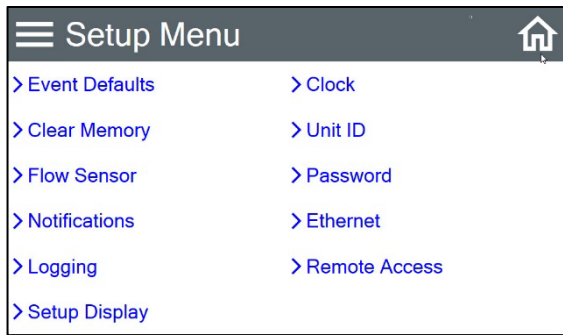 Setup Menu
Event Defaults
Clear Memory
Flow Sensor
Notifications
Logging
Setup Display
Clock
Unit ID
Password
Ethernet
Remote Access